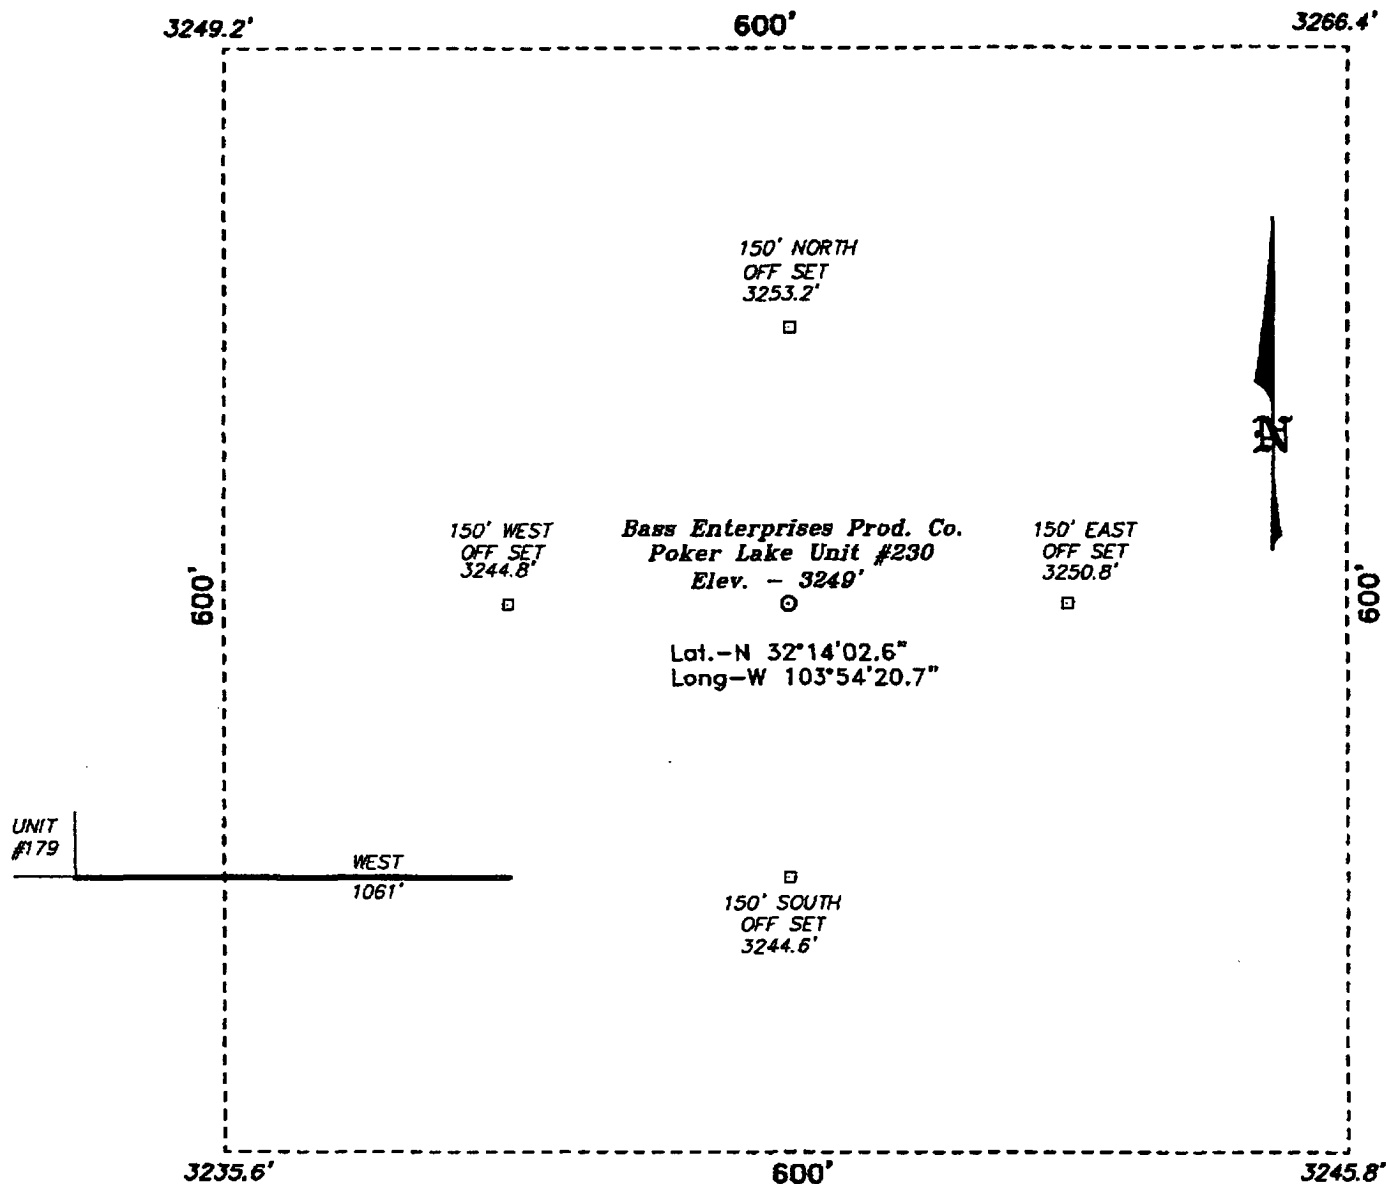 3249.2'
600'
3266.4'
150' NORTH
OFF SET
3253.2'
N
150' WEST
OFF SET
3244.8'
Bass Enterprises Prod. Co.
Poker Lake Unit #230
Elev. - 3249'
150' EAST
OFF SET
3250.8'
600'
600'
Lat.-N 32°14'02.6"
Long-W 103°54'20.7"
UNIT
#179
WEST
1061'
150' SOUTH
OFF SET
3244.6'
3235.6'
600'
3245.8'